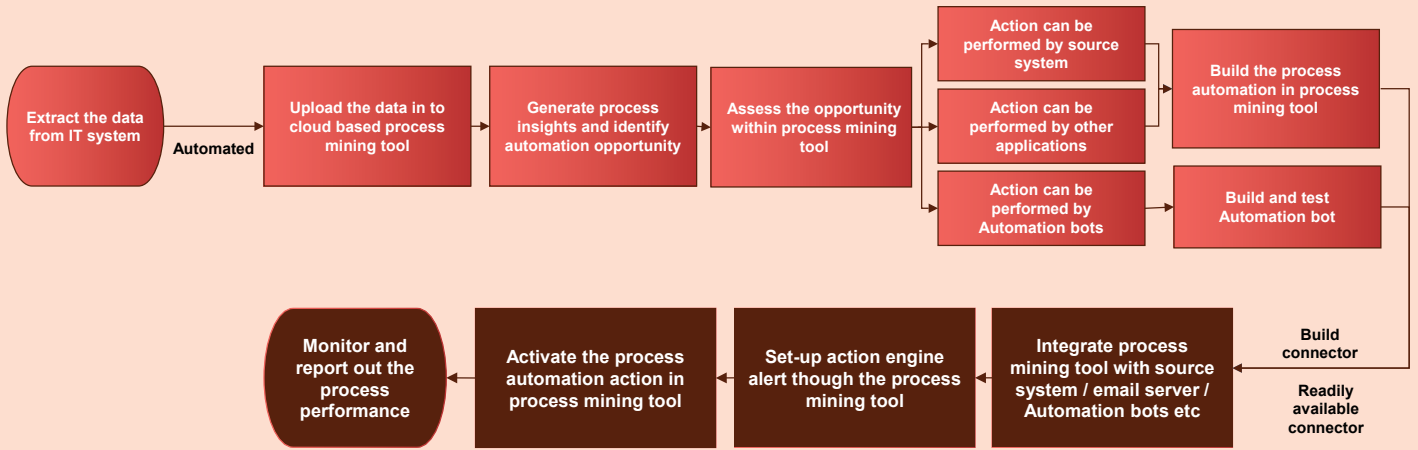 Extract the data
from IT system
Automated
Upload the data in to
cloud based process
mining tool
Generate process
insights and identify
automation opportunity
Assess the opportunity
within process mining
tool
Action can be
performed by source
system
Action can be
performed by other
applications
Action can be
performed by
Automation bots
Build the process
automation in process
mining tool
Build and test
Automation bot
Build
connector
Readily
available
connector
Integrate process
mining tool with source
system / email server /
Automation bots etc
Set-up action engine
alert though the process
mining tool
Activate the process
automation action in
process mining tool
Monitor and
report out the
process
performance